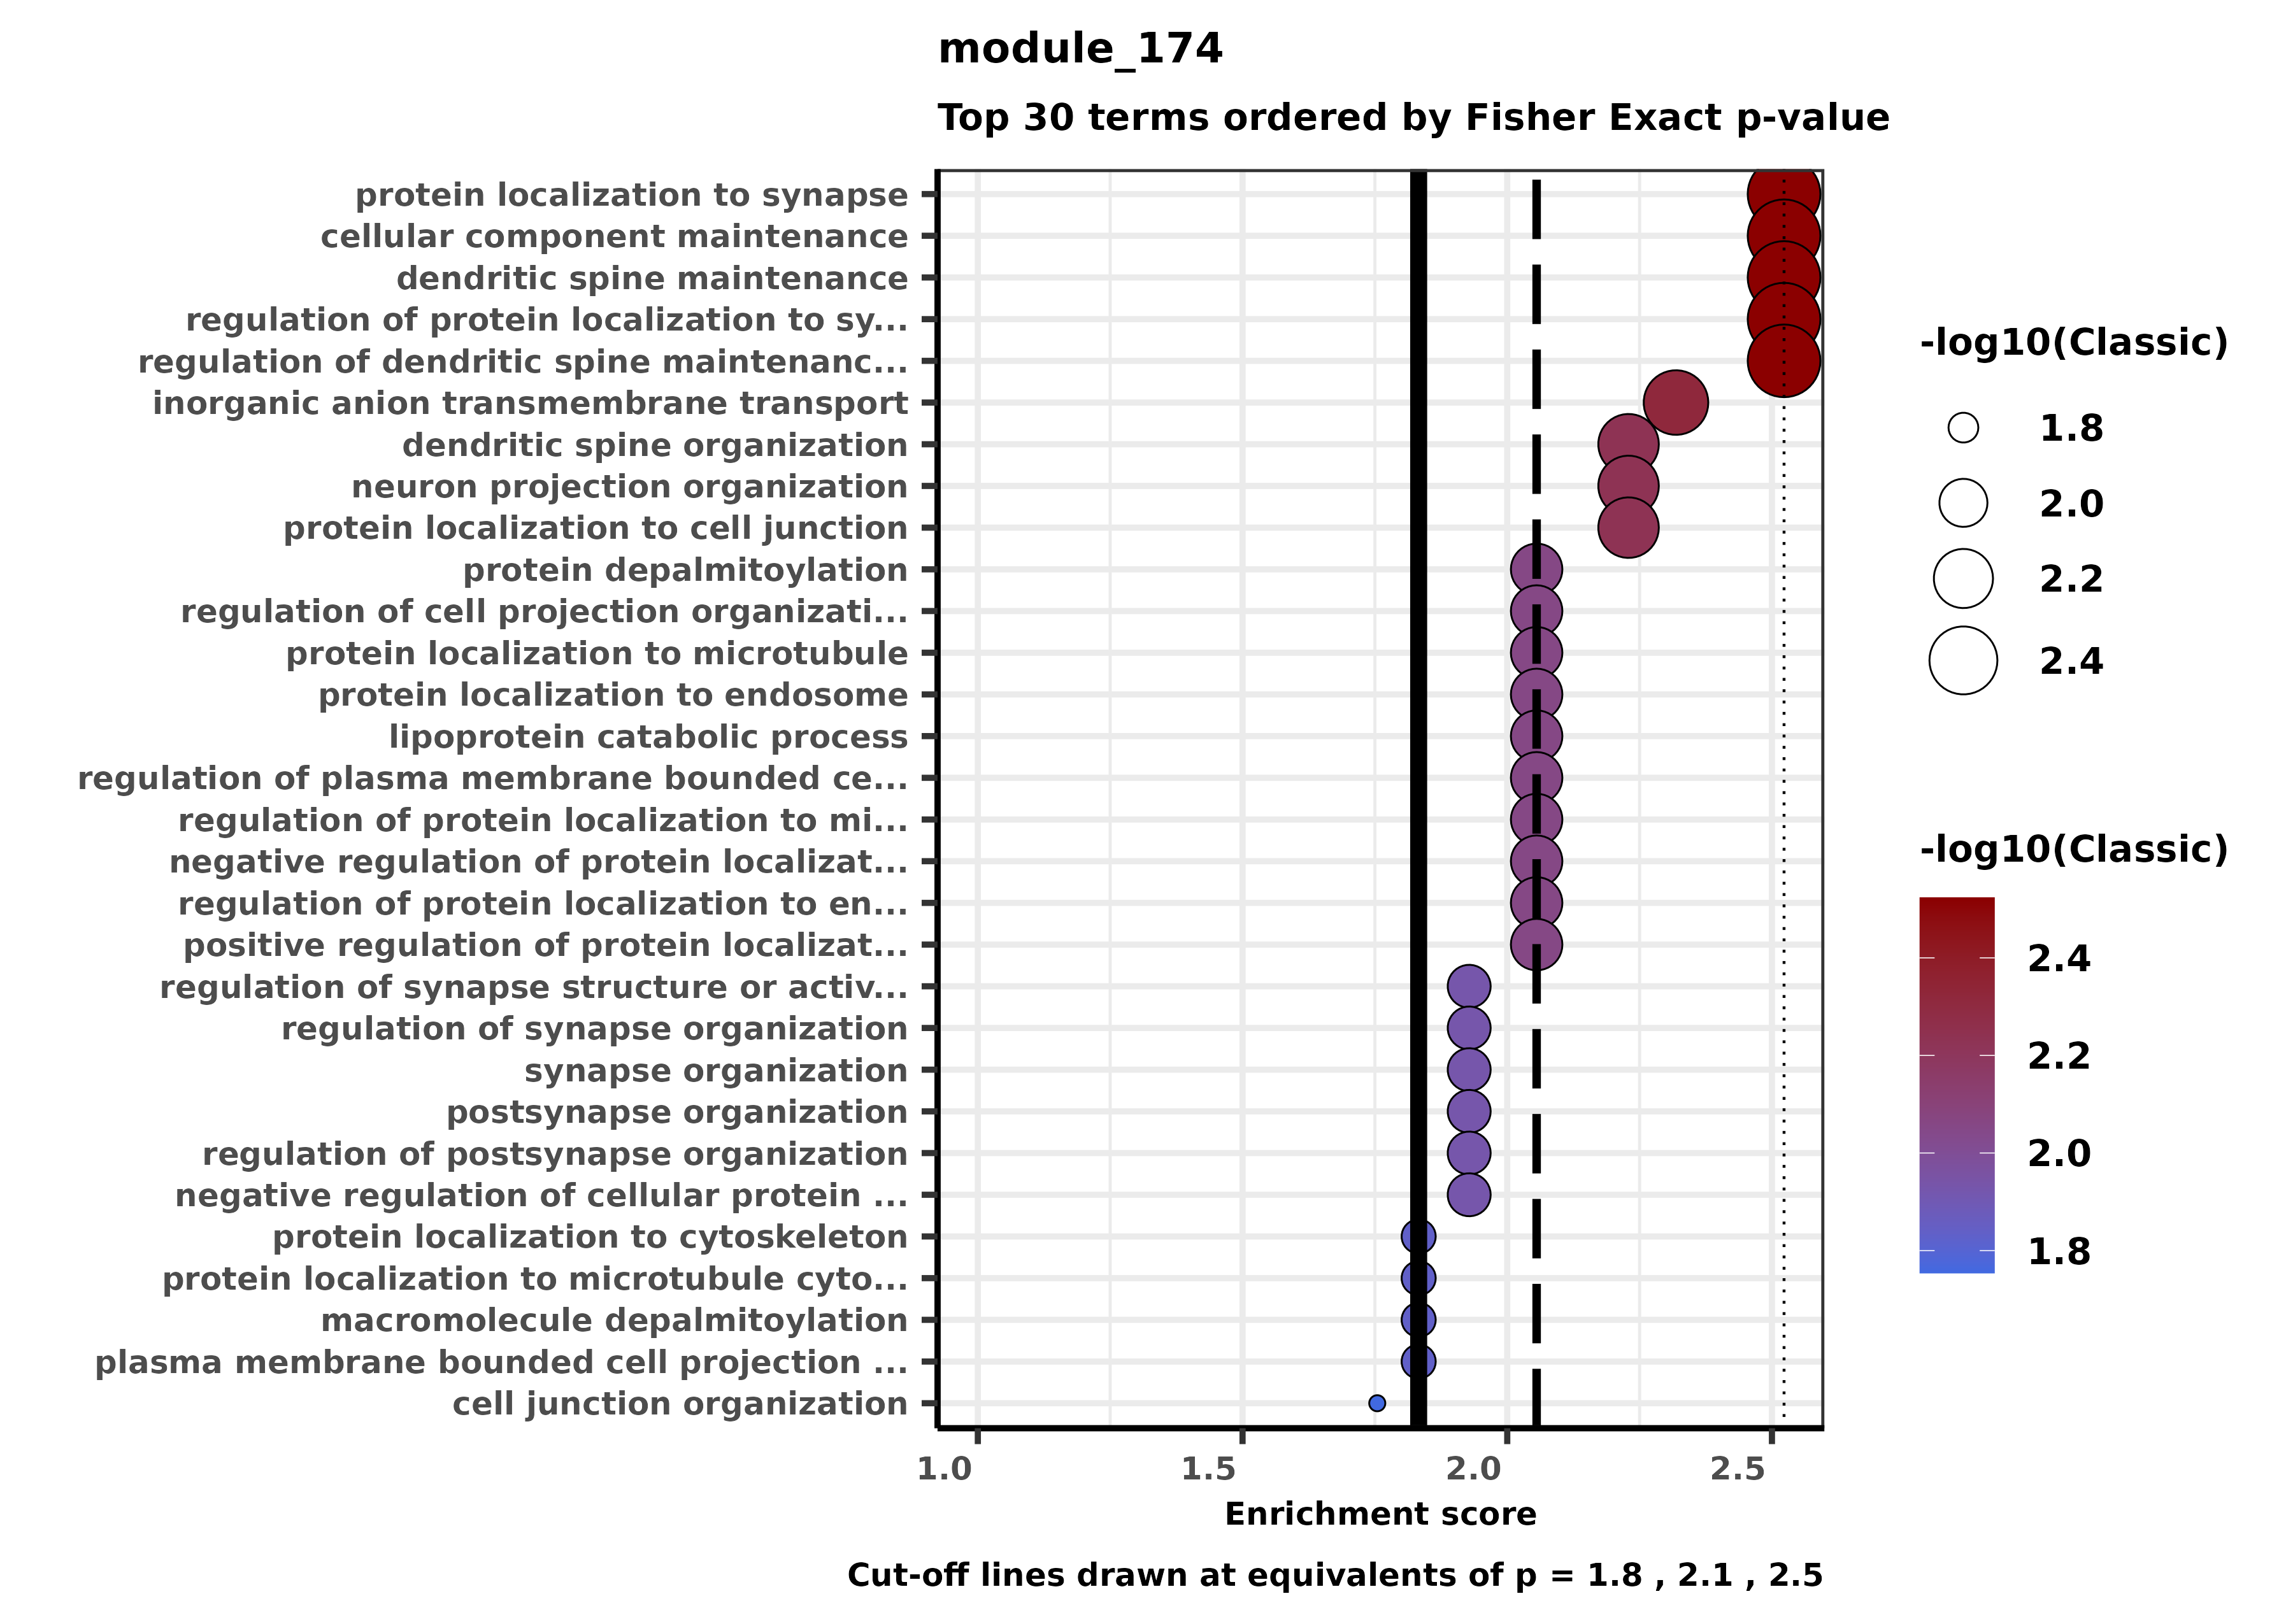 module_174
Top 30 terms ordered by Fisher Exact p-value
protein localization to synapse
cellular component maintenance
dendritic spine maintenance
regulation of protein localization to sy...
regulation of dendritic spine maintenanc...
inorganic anion transmembrane transport
dendritic spine organization
neuron projection organization
protein localization to cell junction
protein depalmitoylation
regulation of cell projection organizati...
protein localization to microtubule
protein localization to endosome
lipoprotein catabolic process
regulation of plasma membrane bounded ce...
regulation of protein localization to mi...
negative regulation of protein localizat...
regulation of protein localization to en...
positive regulation of protein localizat...
regulation of synapse structure or activ...
regulation of synapse organization
synapse organization
postsynapse organization
regulation of postsynapse organization
negative regulation of cellular protein ...
protein localization to cytoskeleton
protein localization to microtubule cyto...
macromolecule depalmitoylation
plasma membrane bounded cell projection ...
cell junction organization
1.0 1.5 2.0 2.5
Enrichment score
Cut-off lines drawn at equivalents of p = 1.8 , 2.1 , 2.5
-log10(Classic)
1.8
2.0
2.2
2.4
-log10(Classic)
2.4
2.2
2.0
1.8